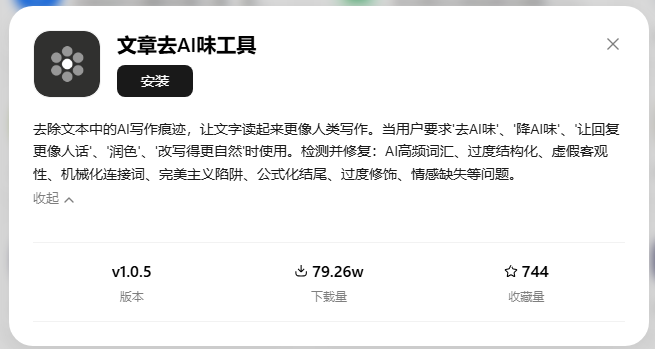 文章去AI味工具
安装
去除文本中的AI写作痕迹，让文字读起来更像人类写作。当用户要求'去AI味'、'降AI味'、'让回复
更像人话'、'润色'、'改写得更自然'时使用。检测并修复：AI高频词汇、过度结构化、虚假客观
性、机械化连接词、完美主义陷阱、公式化结尾、过度修饰、情感缺失等问题。
收起
v1.0.5
版本
79.26w
下载量
744
收藏量